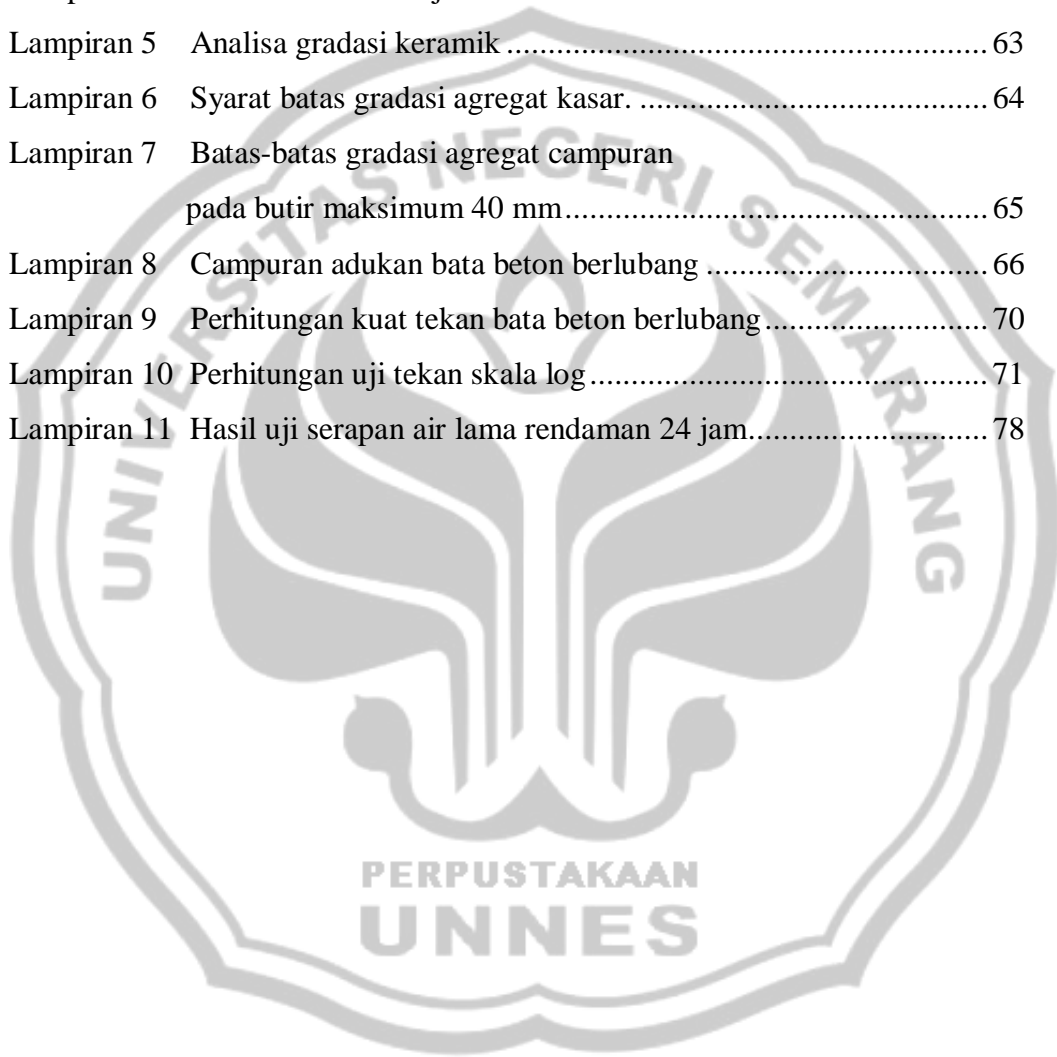 Lampiran 5 Analisa gradasi keramik ............................................................ 63
Lampiran 6 Syarat batas gradasi agregat kasar. ........................................... 64
Lampiran 7 Batas-batas gradasi agregat campuran
pada butir maksimum 40 mm.................................................... 65
Lampiran 8 Campuran adukan bata beton berlubang ................................... 66
Lampiran 9 Perhitungan kuat tekan bata beton berlubang............................ 70
Lampiran 10 Perhitungan uji tekan skala log.................................................. 71
Lampiran 11 Hasil uji serapan air lama rendaman 24 jam.............................. 78
UNIVERSITAS NEGERI SEMARANG
PERPUSTAKAAN
UNNES